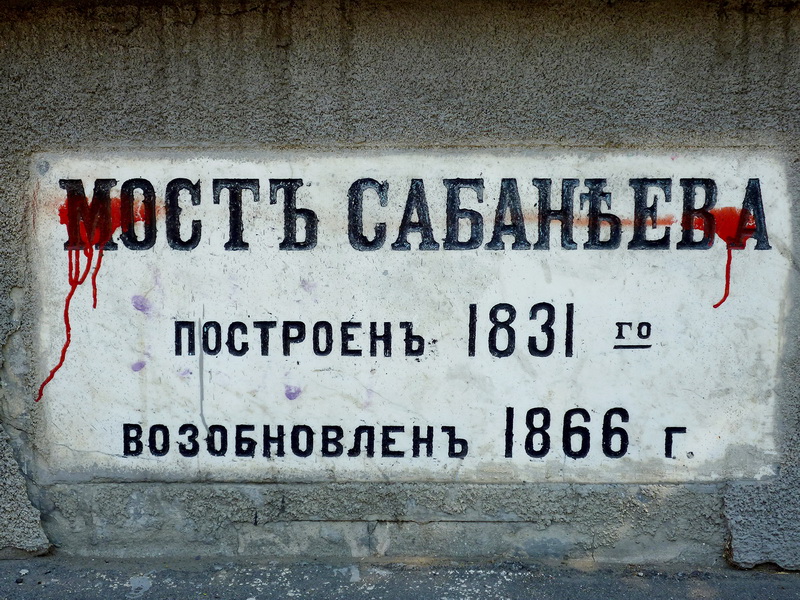 МОСТЪ САБАНѢЕВА
ПОСТРОЕНЪ 1831 го
ВОЗОБНОВЛЕНЪ 1866 г.